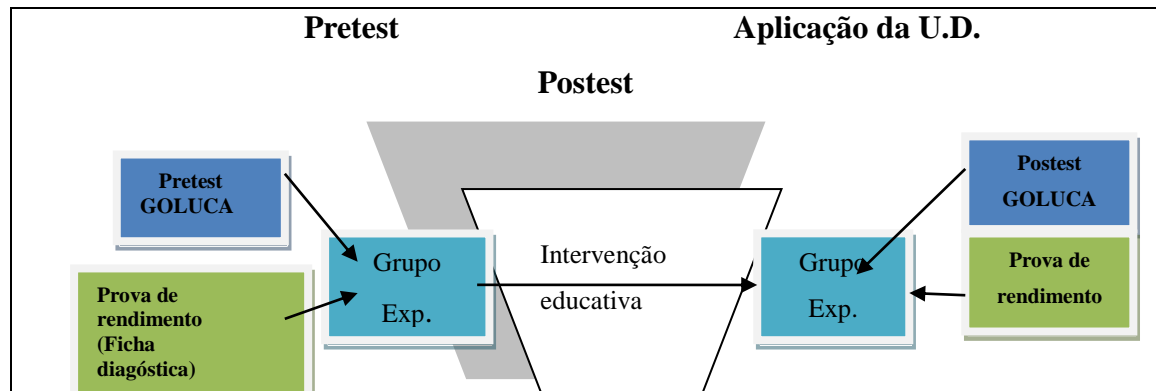 Pretest
Aplicação da U.D.
Postest
Pretest
GOLUCA
Prova de
rendimento
(Ficha
diagóstica)
Grupo
Exp.
Intervenção
educativa
Grupo
Exp.
Postest
GOLUCA
Prova de
rendimento